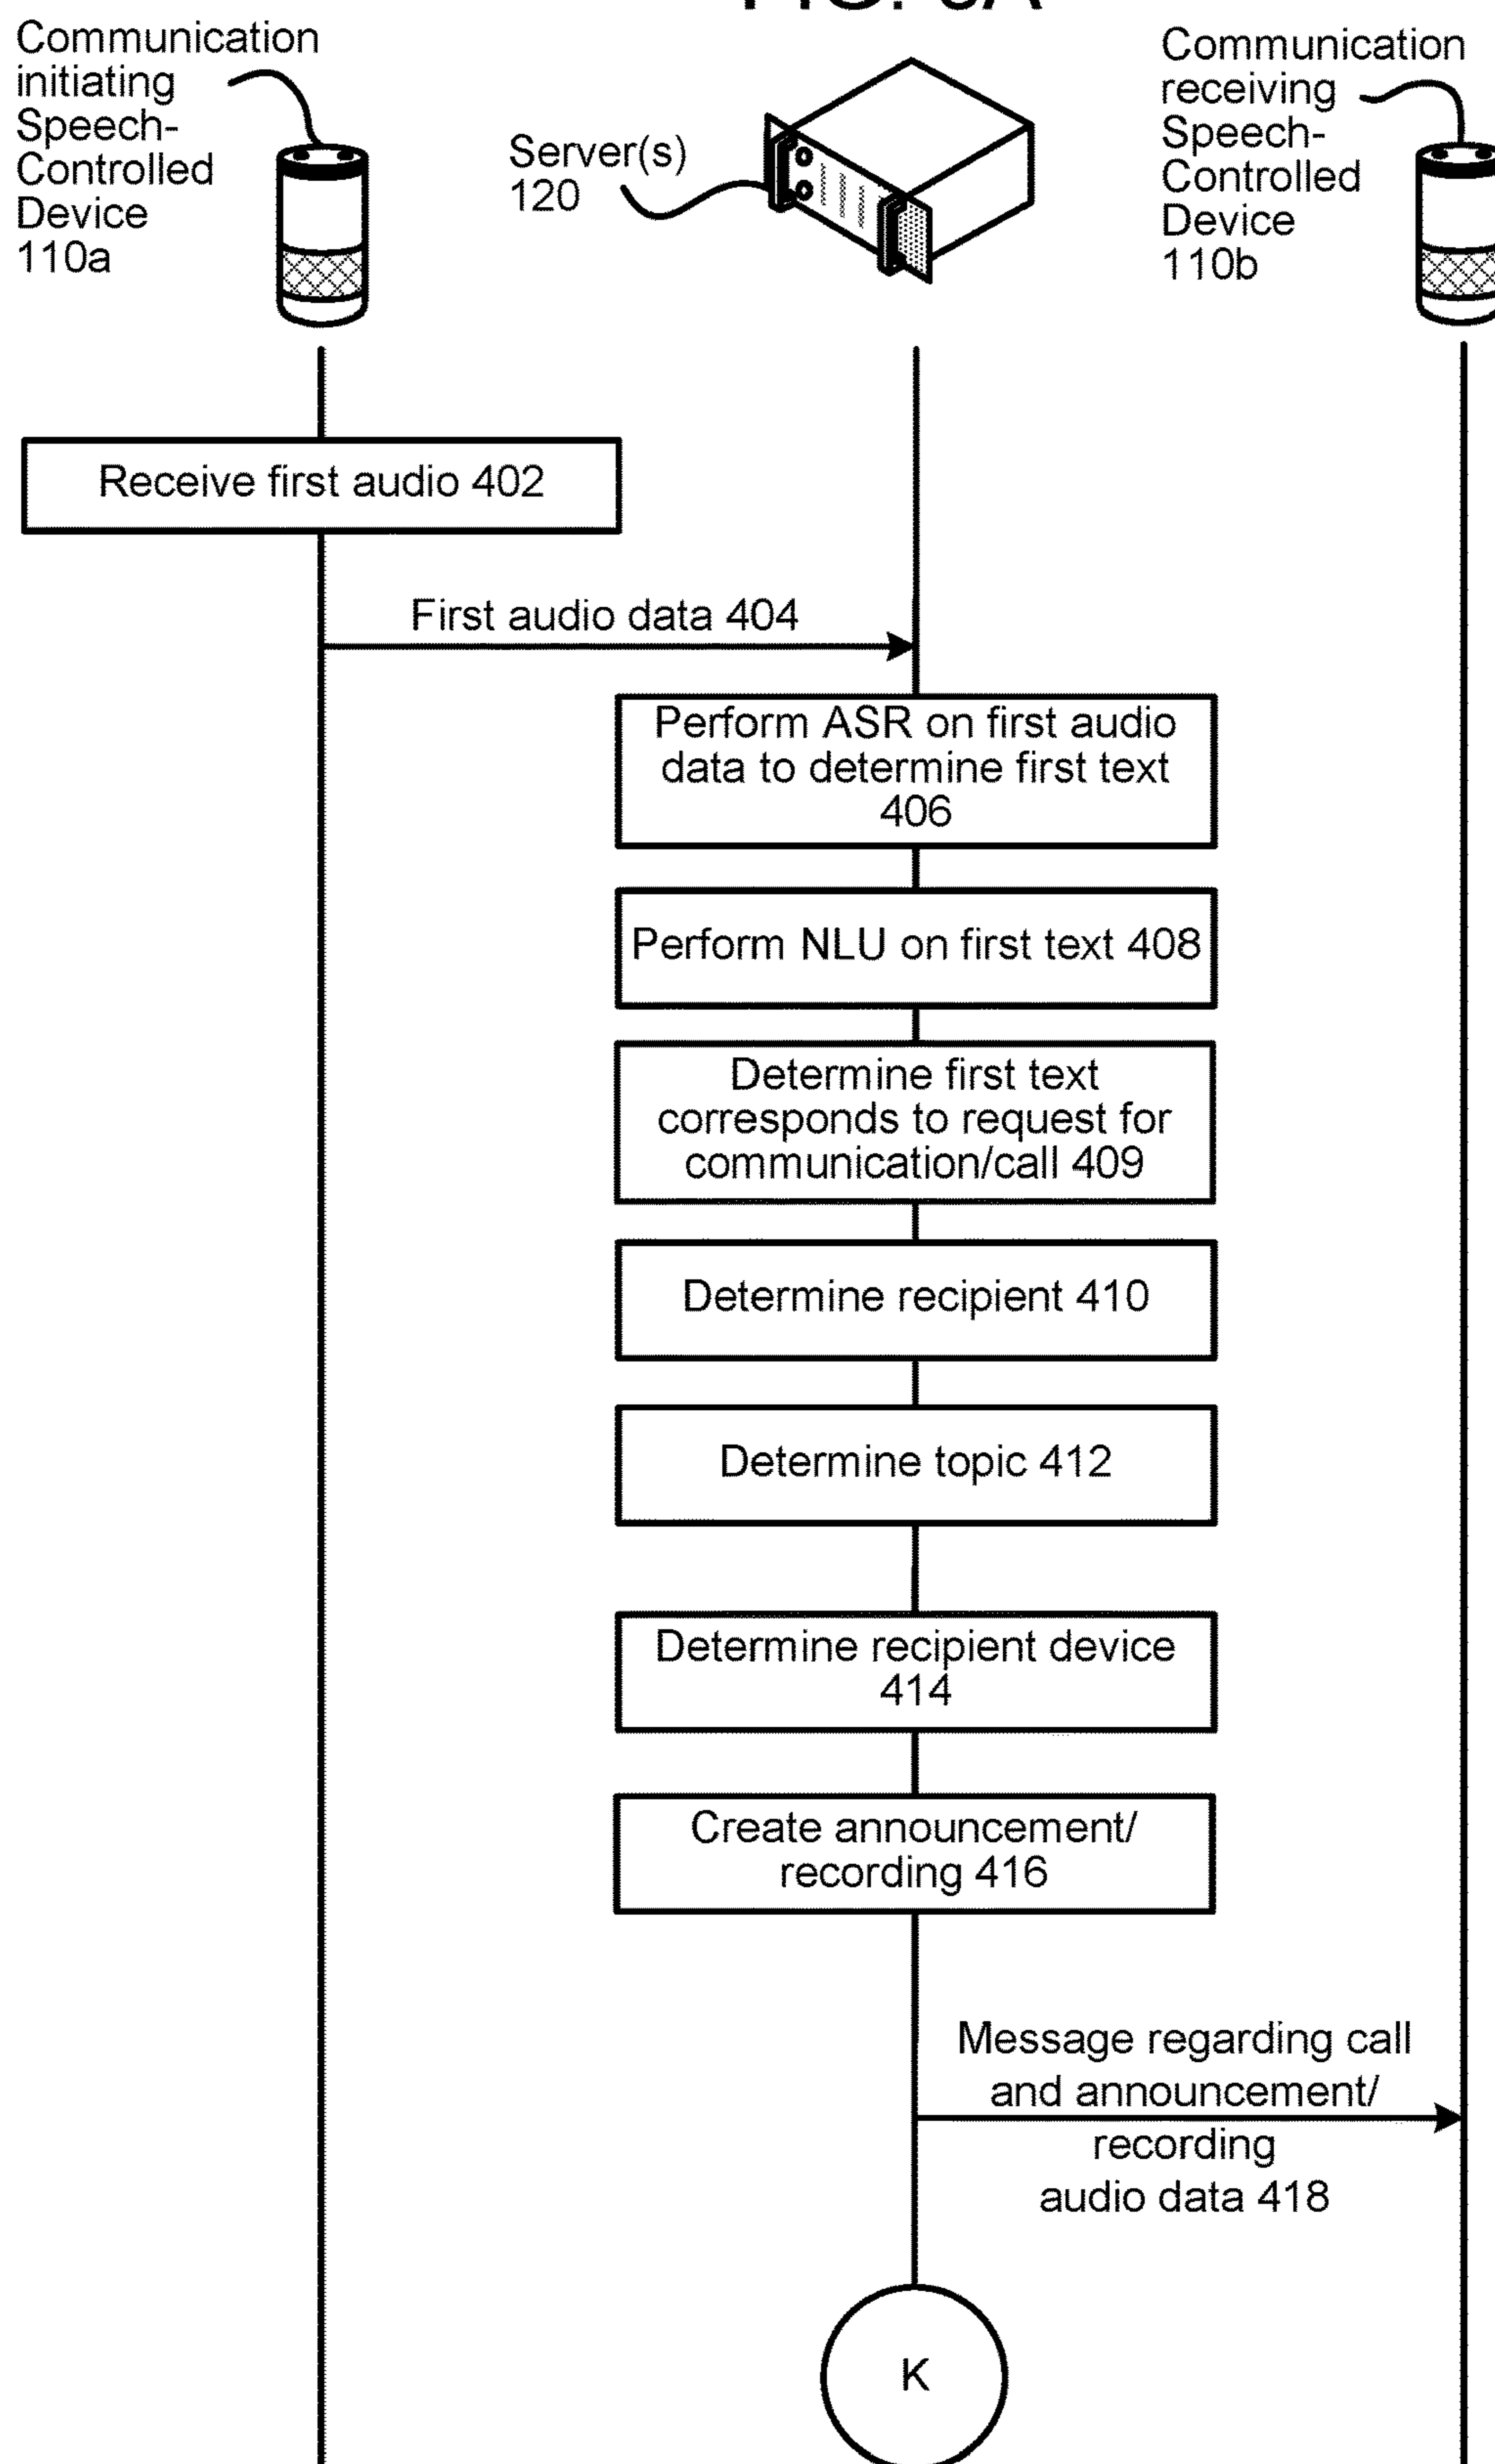 Communication
initiating
Speech-
Controlled
Device
110a
Server(s)
120
Communication
receiving
Speech-
Controlled
Device
110b
Receive first audio 402
First audio data 404
Perform ASR on first audio
data to determine first text
406
Perform NLU on first text 408
Determine first text
corresponds to request for
communication/call 409
Determine recipient 410
Determine topic 412
Determine recipient device
414
Create announcement/
recording 416
Message regarding call
and announcement/
recording
audio data 418
K